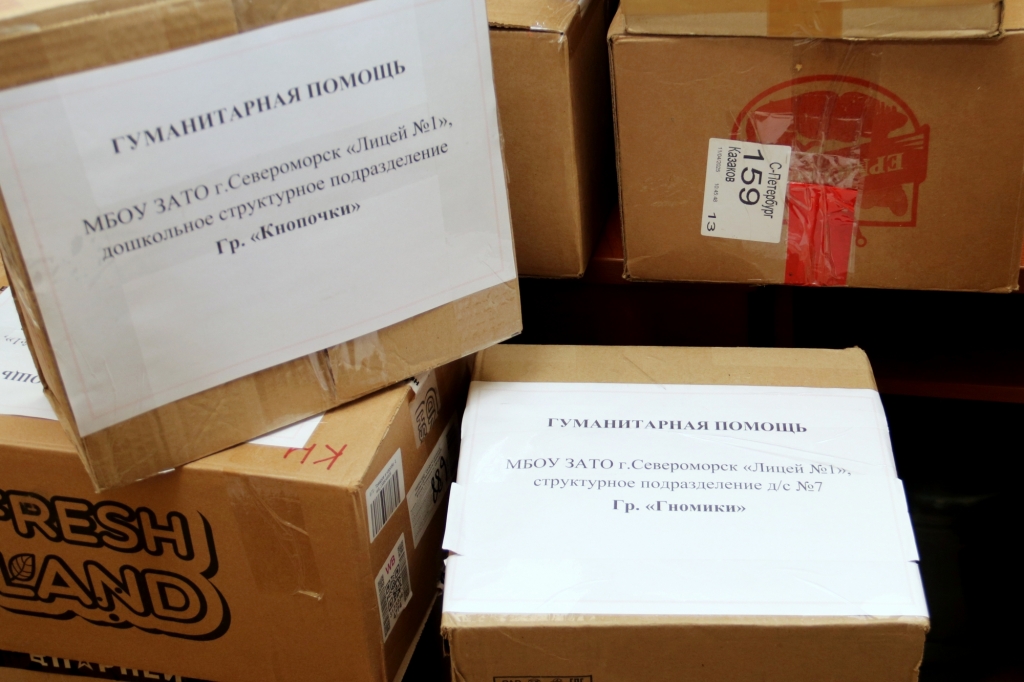 ГУМАНИТАРНАЯ ПОМОЩЬ
МБОУ ЗАТО г.Североморск «Лицей №1»,
дошкольное структурное подразделение
Гр. «Кнопочки»
С-Петербург
159
Казаков
13
ГУМАНИТАРНАЯ ПОМОЩЬ
МБОУ ЗАТО г.Североморск «Лицей №1»,
структурное подразделение д/с №7
Гр. «Гномики»
FRESH
LAND
WB